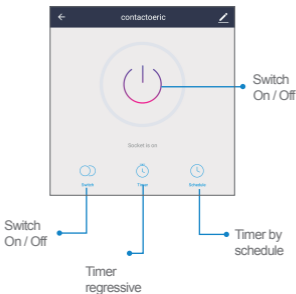 contactoeric
Switch
On / Off
Socket is on
Switch
Timer
Schedule
Switch
On / Off
Timer by
schedule
Timer
regressive